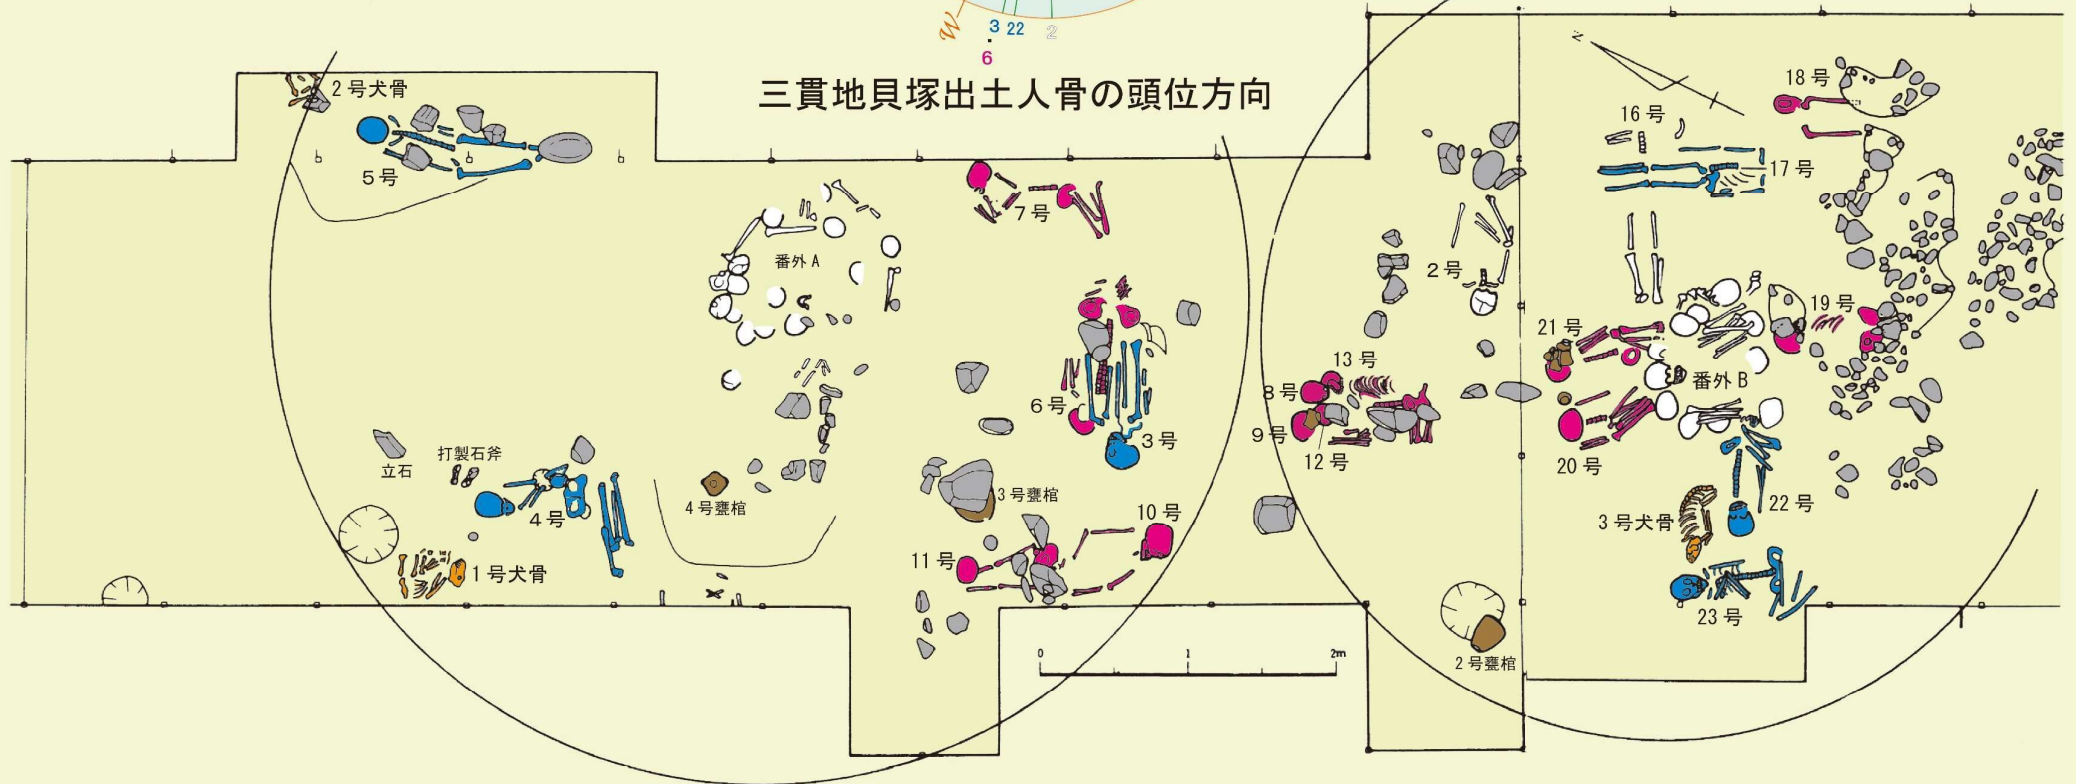 W
3 22 2
6
三貫地貝塚出土人骨の頭位方向
2号犬骨
5号
7号
番外A
6号
3号
立石
打製石斧
4号
1号犬骨
4号甕棺
3号甕棺
10号
11号
0 1 2m
N
18号
16号
17号
2号
19号
21号
13号
8号
9号
12号
番外B
20号
22号
3号犬骨
23号
2号甕棺